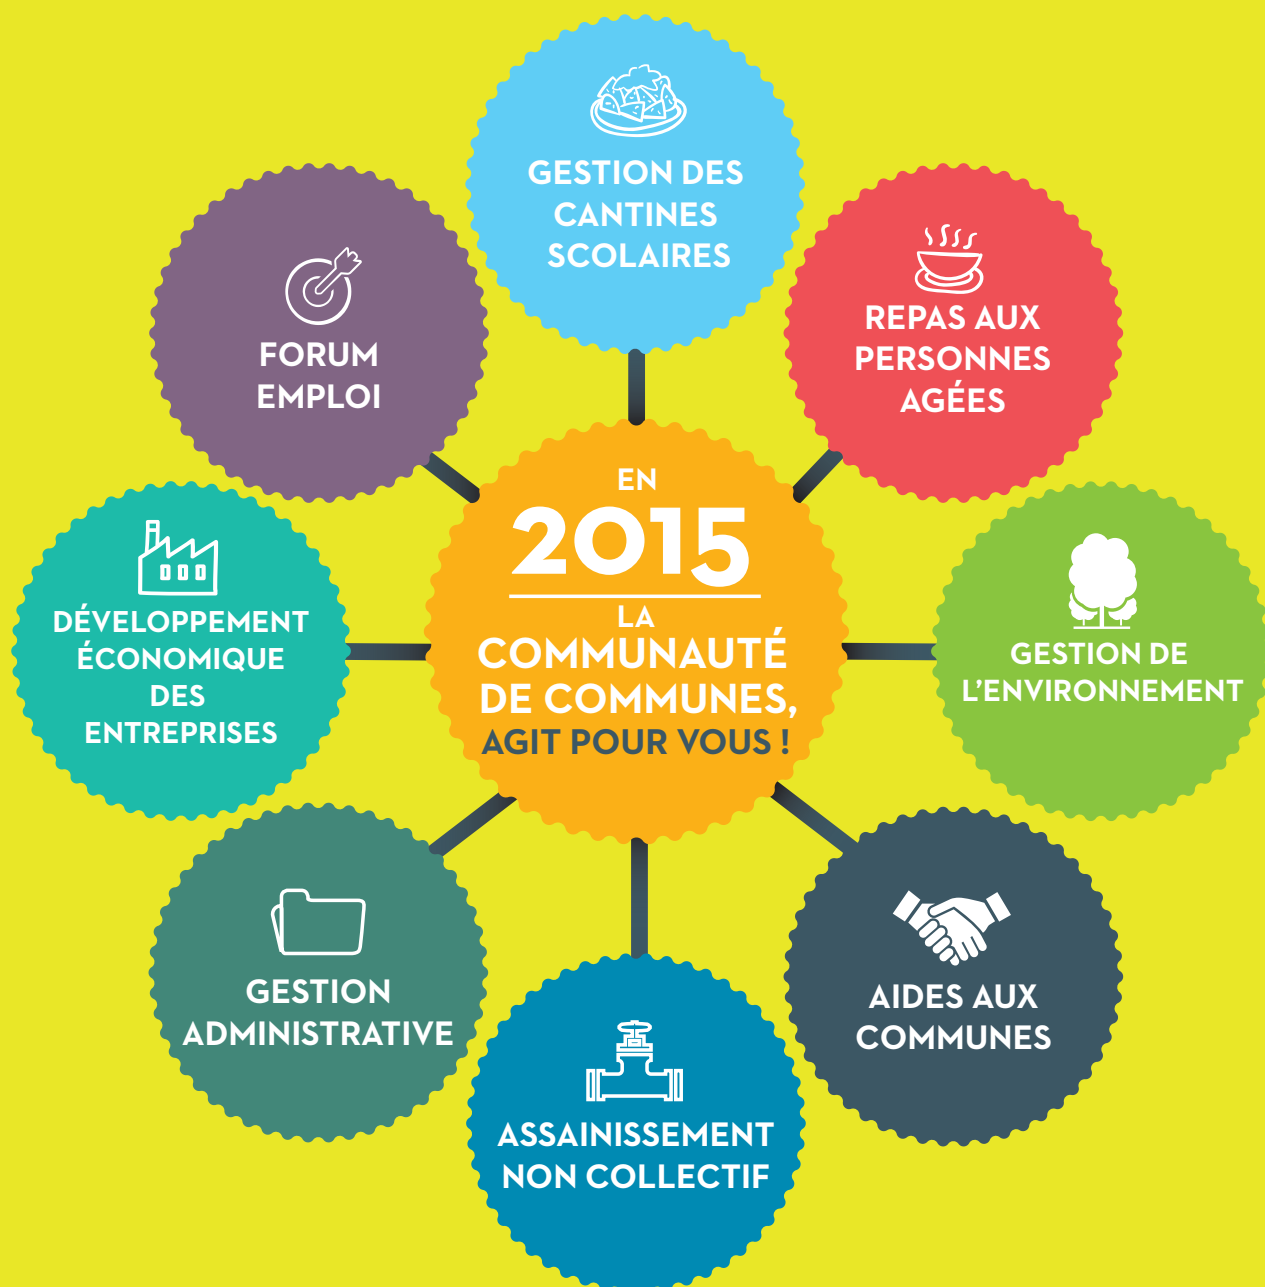 GESTION DES
CANTINES
SCOLAIRES
REPAS AUX
PERSONNES
AGÉES
FORUM
EMPLOI
EN
2015
LA
COMMUNAUTÉ
DE COMMUNES,
AGIT POUR VOUS !
DÉVELOPPEMENT
ÉCONOMIQUE
DES
ENTREPRISES
GESTION DE
L'ENVIRONNEMENT
GESTION
ADMINISTRATIVE
AIDES AUX
COMMUNES
ASSAINISSEMENT
NON COLLECTIF